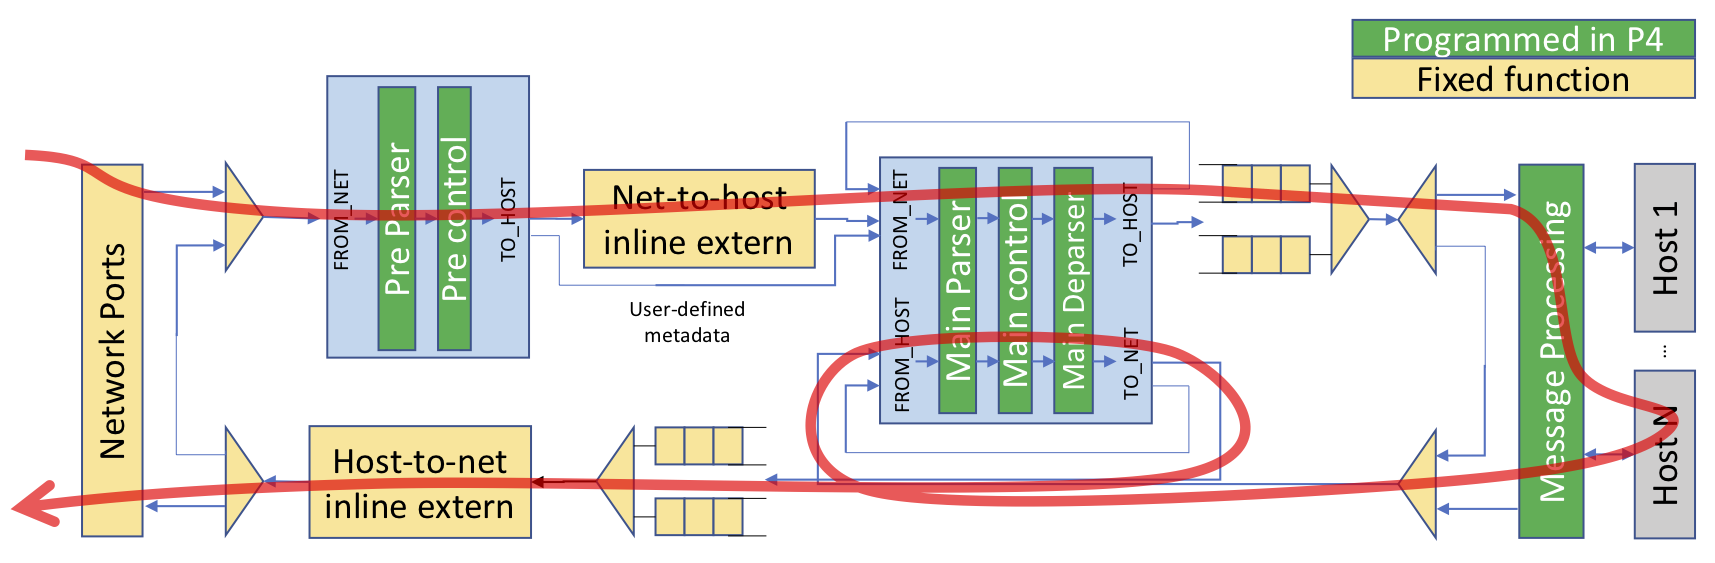 Programmed in P4
Fixed function
Network Ports
FROM_NET
Pre Parser
Pre control
TO_HOST
Net-to-host
inline extern
User-defined
metadata
FROM_NET
FROM_HOST
Main Parser
Main control
Main Deparser
TO_HOST
TO_NET
Message Processing
Host 1
...
Host N
Host-to-net
inline extern